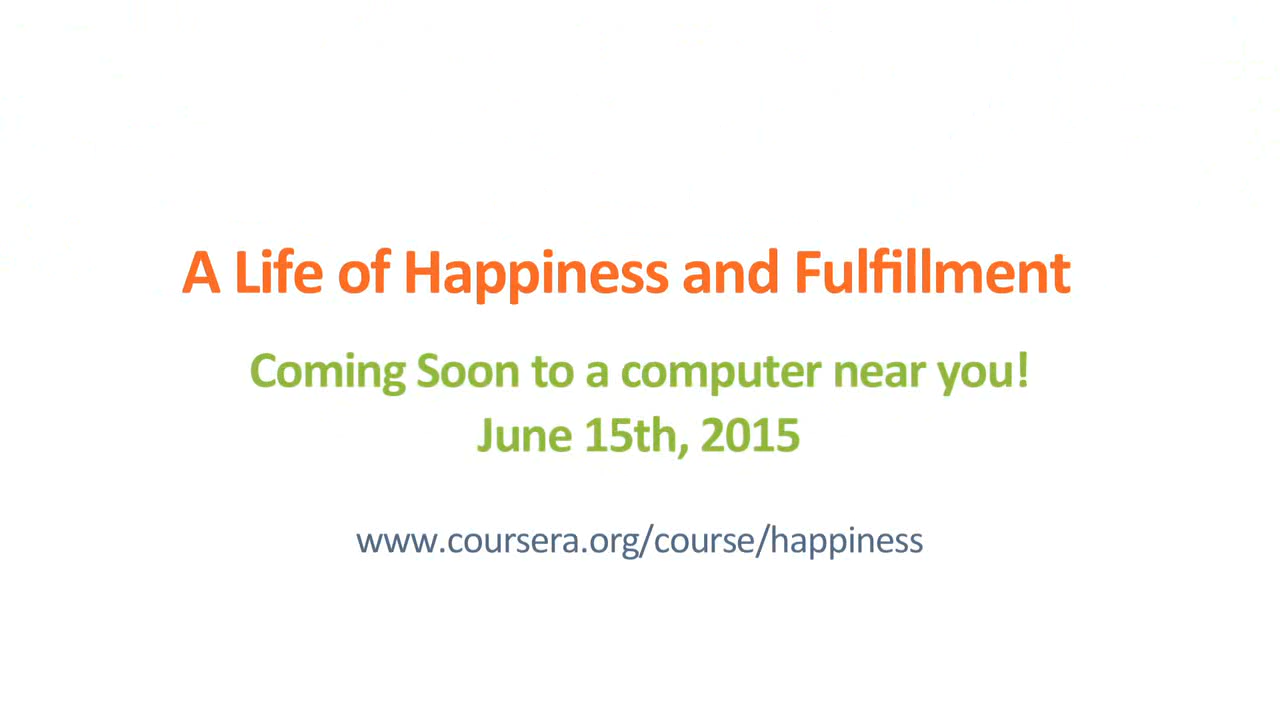 A Life of Happiness and Fulfillment
Coming Soon to a computer near you!
June 15th, 2015
www.coursera.org/course/happiness